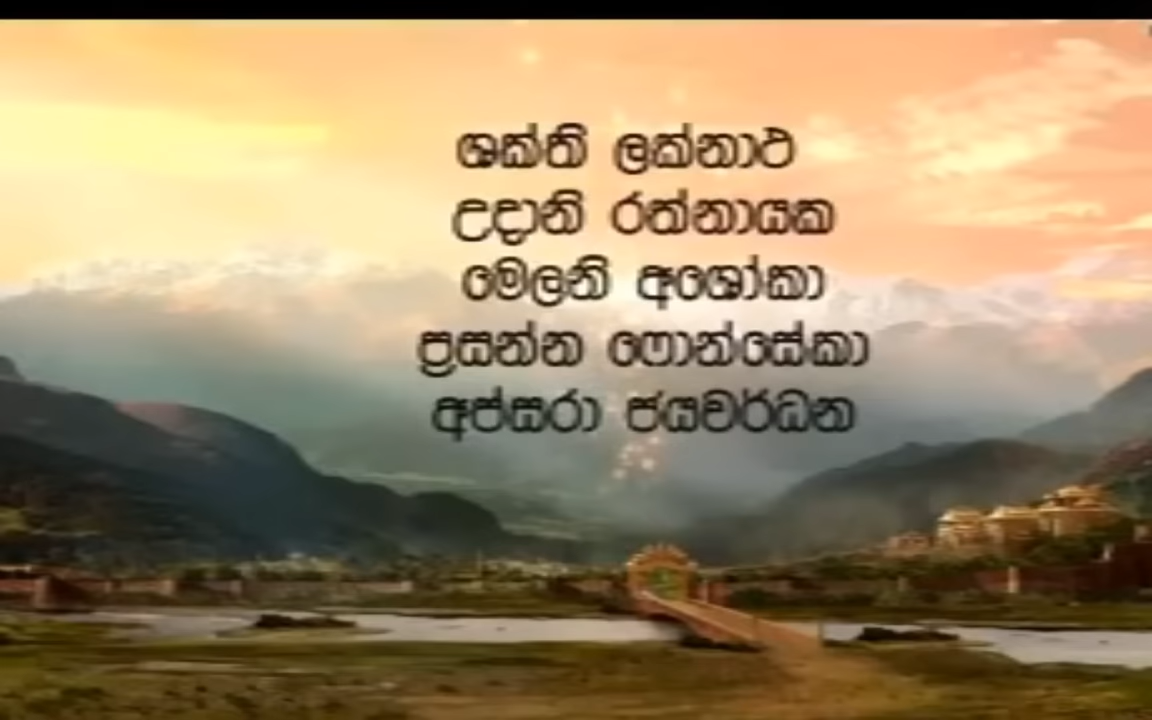 ශක්ති ලක්නාථ
උදානි රත්නායක
මෙලනි අශෝකා
ප්‍රසන්න ෆොන්සේකා
අප්සරා ජයවර්ධන